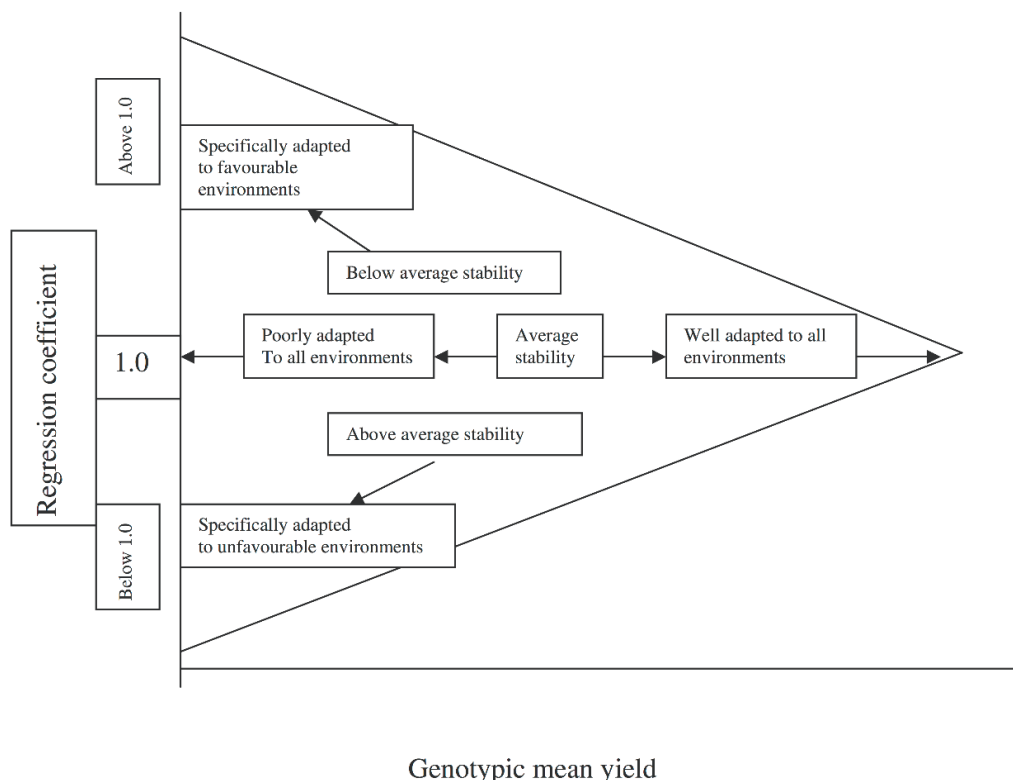 Above 1.0
Specifically adapted
to favourable
environments
Below average stability
Regression coefficient
1.0
Poorly adapted
To all environments
Average
stability
Well adapted to all
environments
Above average stability
Below 1.0
Specifically adapted
to unfavourable environments
Genotypic mean yield